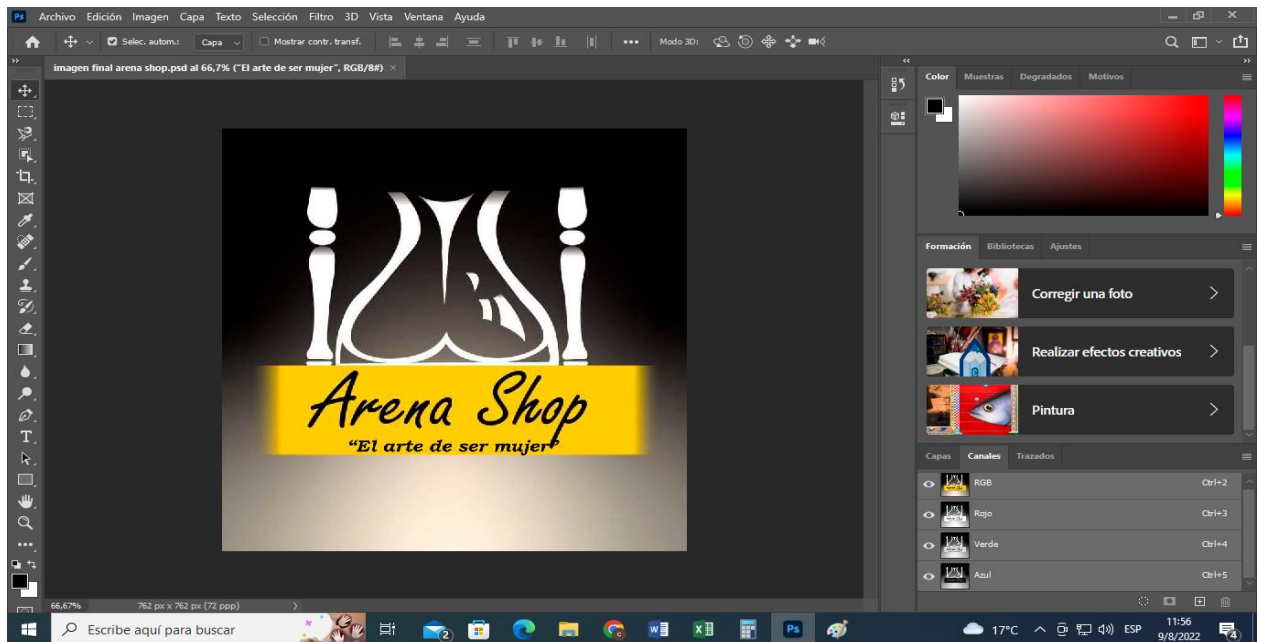 Ps Archivo Edición Imagen Capa Texto Selección Filtro 3D Vista Ventana Ayuda
Selec. autom.: Capa Mostrar contr. transf. Modo 3D:
imagen final arena shop.psd al 66,7% ("El arte de ser mujer", RGB/8#) ×
Color Muestras Degradados Motivos
Arena Shop
“El arte de ser mujer”
Formación Bibliotecas Ajustes
Corregir una foto
Realizar efectos creativos
Pintura
Capas Canales Trazados
RGB Ctrl+2
Rojo Ctrl+3
Verde Ctrl+4
Azul Ctrl+5
66,67% 762 px x 762 px (72 ppp)
Escribe aquí para buscar
2
Ps
17°C
ESP
11:56
9/8/2022
4